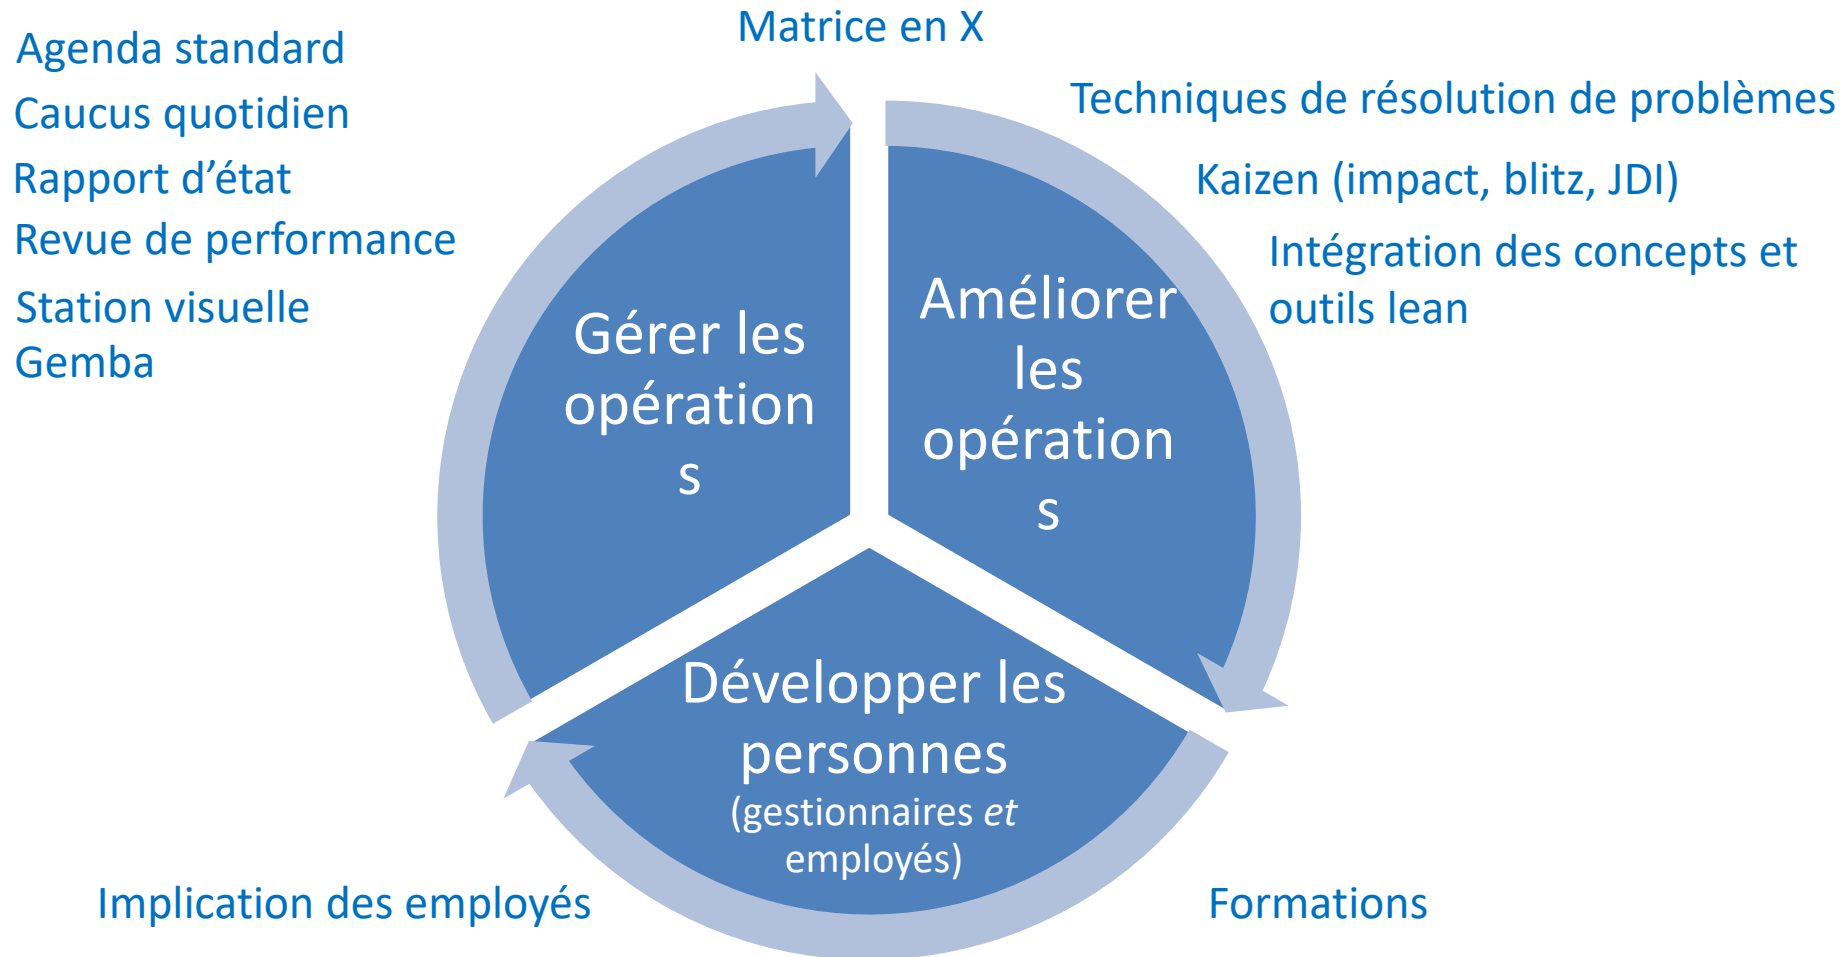 Matrice en X
Agenda standard
Caucus quotidien
Rapport d’état
Revue de performance
Station visuelle
Gemba
Techniques de résolution de problèmes
Kaizen (impact, blitz, JDI)
Intégration des concepts et
outils lean
Gérer les
opération
s
Améliorer
les
opération
s
Développer les
personnes
(gestionnaires et
employés)
Implication des employés
Formations